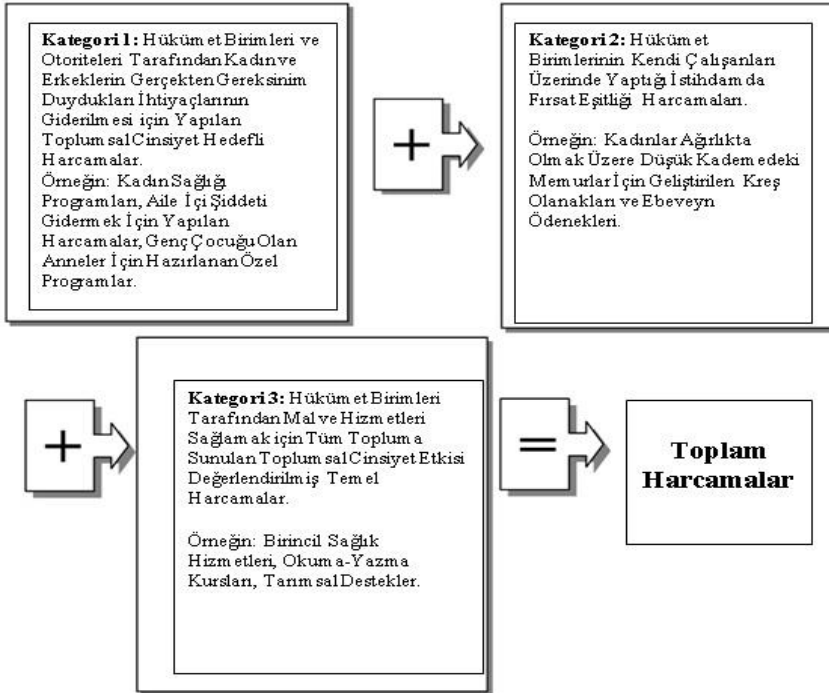 Kategori 1: Hükümet Birimleri ve
Otoriteleri Tarafından Kadın ve
Erkeklerin Gerçekten Gereksinim
Duydukları İhtiyaçlarının
Giderilmesi için Yapılan
Toplumsal Cinsiyet Hedefli
Harcamalar.
Örneğin: Kadın Sağlığı
Programları, Aile İçi Şiddeti
Gidermek İçin Yapılan
Harcamalar, Genç Çocuğu Olan
Anneler İçin Hazırlanan Özel
Programlar.
+
Kategori 2: Hükümet
Birimlerinin Kendi Çalışanları
Üzerinde Yaptığı İstihdamda
Fırsat Eşitliği Harcamaları.
Örneğin: Kadınlar Ağırlıkta
Olmak Üzere Düşük Kademedeki
Memurlar İçin Geliştirilen Kreş
Olanakları ve Ebeveyn
Ödenekleri.
+
Kategori 3: Hükümet Birimleri
Tarafından Mal ve Hizmetleri
Sağlamak için Tüm Topluma
Sunulan Toplumsal Cinsiyet Etkisi
Değerlendirilmiş Temel
Harcamalar.
Örneğin: Birincil Sağlık
Hizmetleri, Okuma-Yazma
Kursları, Tarımsal Destekler.
=
Toplam
Harcamalar